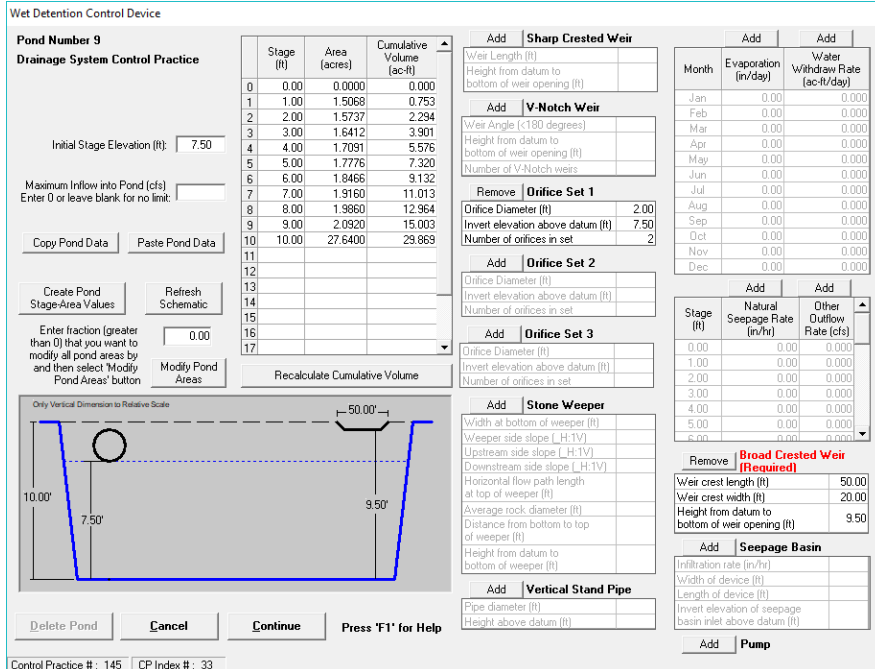 Wet Detention Control Device
Pond Number 9
Drainage System Control Practice
Initial Stage Elevation (ft): 7.50
Maximum Inflow into Pond (cfs)
Enter 0 or leave blank for no limit:
Copy Pond Data Paste Pond Data
Create Pond
Stage-Area Values
Refresh
Schematic
Enter fraction (greater
than 0) that you want to
modify all pond areas by
and then select 'Modify
Pond Areas' button
0.00
Modify Pond
Areas
Stage
(ft)
Area
(acres)
Cumulative
Volume
(ac-ft)
0 0.00 0.0000 0.000
1 1.00 1.5068 0.753
2 2.00 1.5737 2.294
3 3.00 1.6412 3.901
4 4.00 1.7091 5.576
5 5.00 1.7776 7.320
6 6.00 1.8466 9.132
7 7.00 1.9160 11.013
8 8.00 1.9860 12.964
9 9.00 2.0920 15.003
10 10.00 27.6400 29.869
11
12
13
14
15
16
17
Recalculate Cumulative Volume
Only Vertical Dimension to Relative Scale
50.00'
10.00'
7.50'
9.50'
Delete Pond Cancel Continue Press 'F1' for Help
Control Practice # : 145 CP Index # : 33
Add Sharp Crested Weir
Weir Length (ft)
Height from datum to
bottom of weir opening (ft)
Add V-Notch Weir
Weir Angle (<180 degrees)
Height from datum to
bottom of weir opening (ft)
Number of V-Notch weirs
Remove Orifice Set 1
Orifice Diameter (ft) 2.00
Invert elevation above datum (ft) 7.50
Number of orifices in set 2
Add Orifice Set 2
Orifice Diameter (ft)
Invert elevation above datum (ft)
Number of orifices in set
Add Orifice Set 3
Orifice Diameter (ft)
Invert elevation above datum (ft)
Number of orifices in set
Add Stone Weeper
Width at bottom of weeper (ft)
Weeper side slope (_H:1V)
Upstream side slope (_H:1V)
Downstream side slope (_H:1V)
Horizontal flow path length
at top of weeper (ft)
Average rock diameter (ft)
Distance from bottom to top
of weeper (ft)
Height from datum to
bottom of weeper (ft)
Add Vertical Stand Pipe
Pipe diameter (ft)
Height above datum (ft)
Add Add
Month
Evaporation
(in/day)
Water
Withdraw Rate
(ac-ft/day)
Jan 0.00 0.000
Feb 0.00 0.000
Mar 0.00 0.000
Apr 0.00 0.000
May 0.00 0.000
Jun 0.00 0.000
Jul 0.00 0.000
Aug 0.00 0.000
Sep 0.00 0.000
Oct 0.00 0.000
Nov 0.00 0.000
Dec 0.00 0.000
Add Add
Stage
(ft)
Natural
Seepage Rate
(in/hr)
Other
Outflow
Rate (cfs)
0.00 0.00 0.000
1.00 0.00 0.000
2.00 0.00 0.000
3.00 0.00 0.000
4.00 0.00 0.000
5.00 0.00 0.000
6.00 0.00 0.000
Remove Broad Crested Weir
(Required)
Weir crest length (ft) 50.00
Weir crest width (ft) 20.00
Height from datum to
bottom of weir opening (ft) 9.50
Add Seepage Basin
Infiltration rate (in/hr)
Width of device (ft)
Length of device (ft)
Invert elevation of seepage
basin inlet above datum (ft)
Add Pump